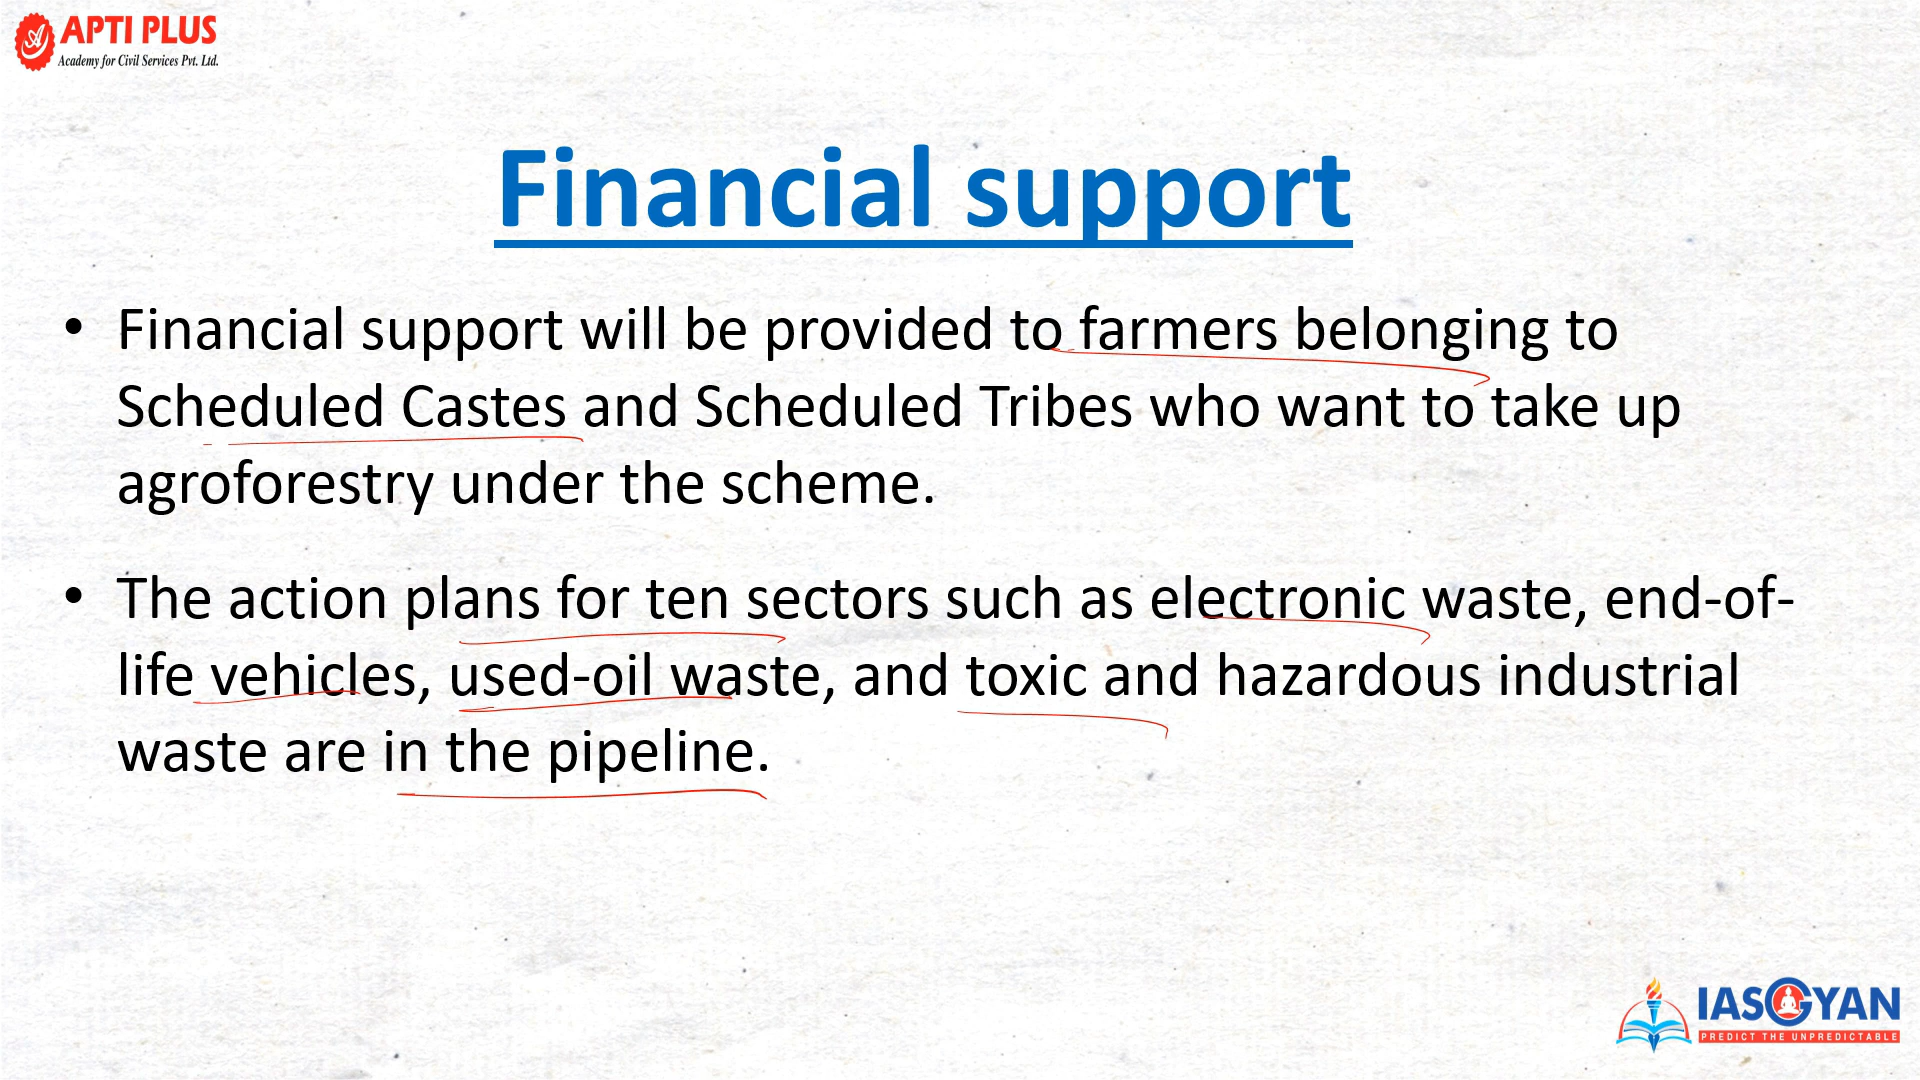 APTI PLUS
Academy for Civil Services Pvt. Ltd.
Financial support
• Financial support will be provided to farmers belonging to
Scheduled Castes and Scheduled Tribes who want to take up
agroforestry under the scheme.
• The action plans for ten sectors such as electronic waste, end-of-
life vehicles, used-oil waste, and toxic and hazardous industrial
waste are in the pipeline.
IASGYAN
PREDICT THE UNPREDICTABLE